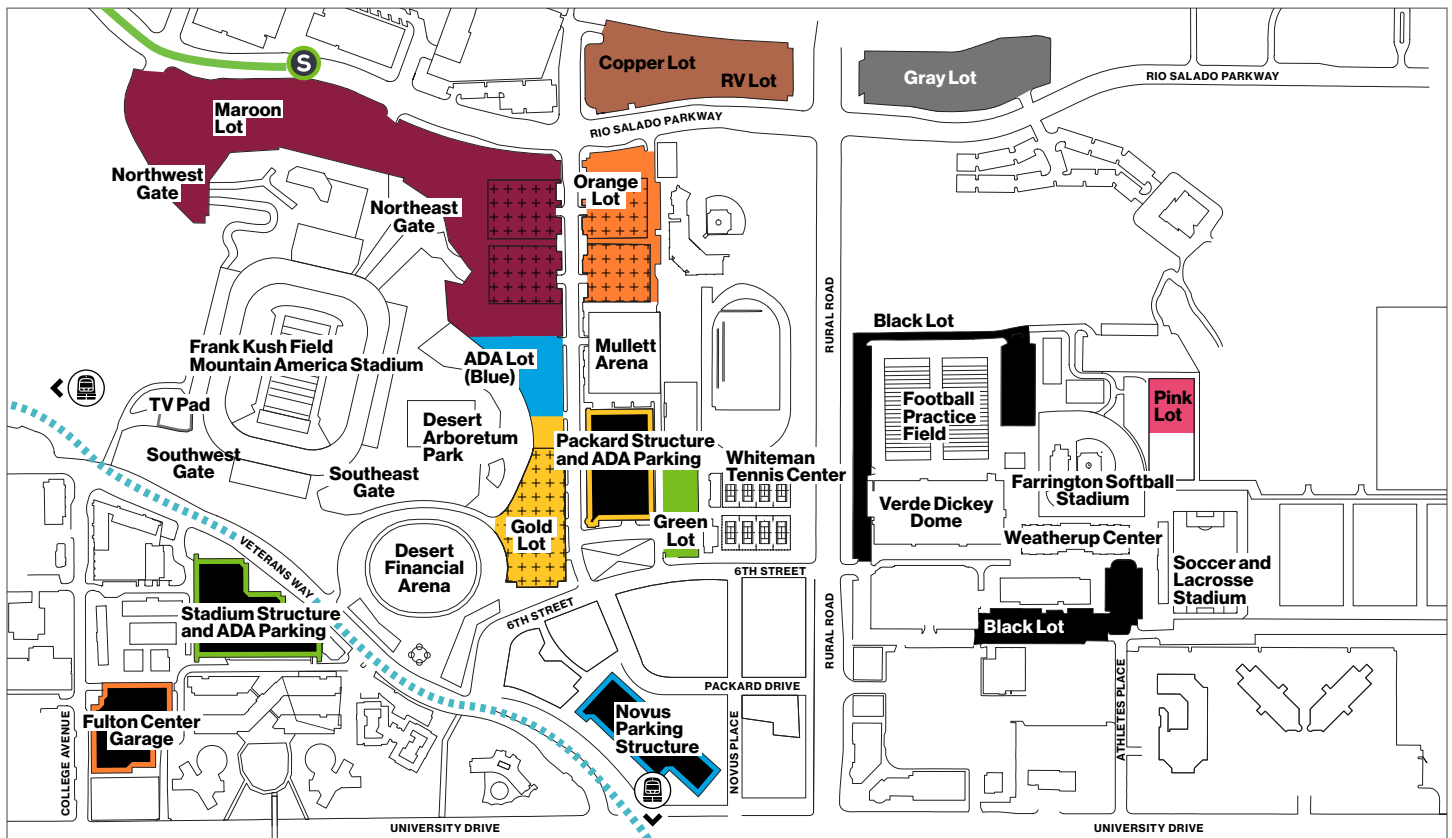 S
Copper Lot
RV Lot
Gray Lot
RIO SALADO PARKWAY
Maroon
Lot
RIO SALADO PARKWAY
Northwest
Gate
Orange
Lot
Northeast
Gate
RURAL ROAD
Black Lot
Frank Kush Field
Mountain America Stadium
ADA Lot
(Blue)
Mullett
Arena
TV Pad
Football
Practice
Field
Pink
Lot
Desert
Arboretum
Park
Packard Structure
and ADA Parking
Southwest
Gate
Southeast
Gate
Whiteman
Tennis Center
Farrington Softball
Stadium
Verde Dickey
Dome
Gold
Lot
Green
Lot
Weatherup Center
VETERANS WAY
Desert
Financial
Arena
6TH STREET
Soccer and
Lacrosse
Stadium
Stadium Structure
and ADA Parking
6TH STREET
RURAL ROAD
Black Lot
PACKARD DRIVE
Fulton Center
Garage
Novus
Parking
Structure
COLLEGE AVENUE
NOVUS PLACE
ATHLETES PLACE
UNIVERSITY DRIVE
UNIVERSITY DRIVE